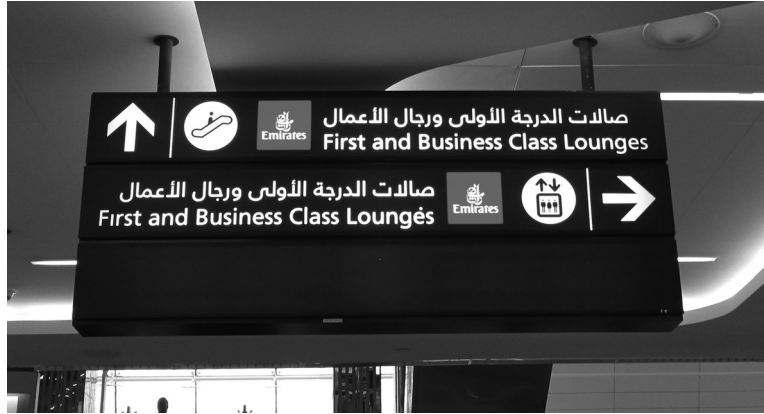 صالات الدرجة الأولى ورجال الأعمال
Emirates First and Business Class Lounges
صالات الدرجة الأولى ورجال الأعمال
First and Business Class Lounges Emirates